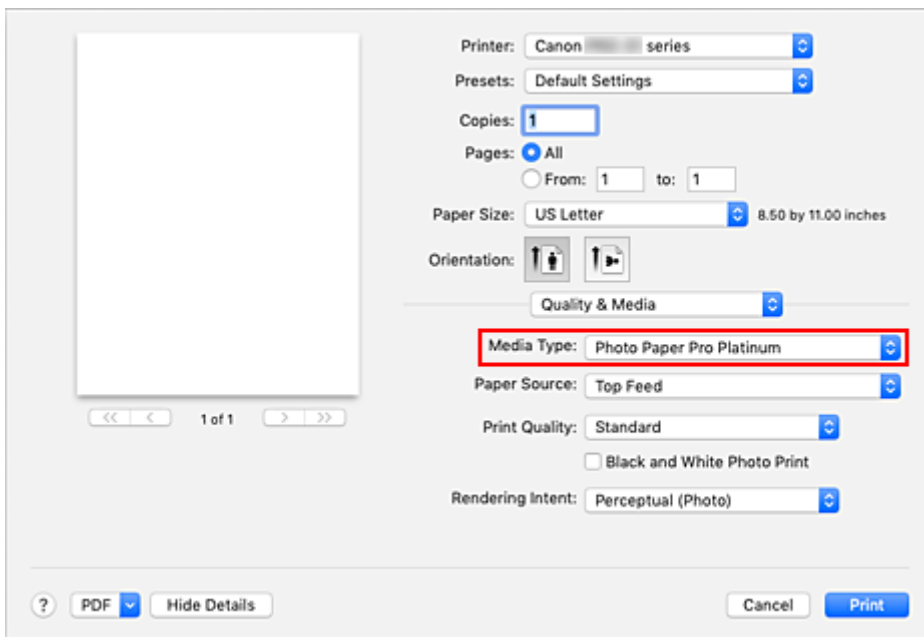 Printer: Canon series
Presets: Default Settings
Copies: 1
Pages: All
From: 1 to: 1
Paper Size: US Letter 8.50 by 11.00 inches
Orientation:
Quality & Media
Media Type: Photo Paper Pro Platinum
Paper Source: Top Feed
<< < 1 of 1 > >>
Print Quality: Standard
Black and White Photo Print
Rendering Intent: Perceptual (Photo)
? PDF Hide Details Cancel Print